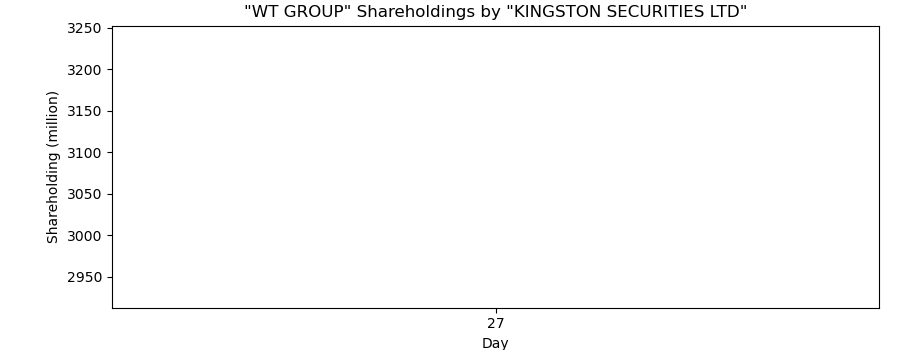 "WT GROUP" Shareholdings by "KINGSTON SECURITIES LTD"
3250
3200
3150
3100
3050
3000
2950
Shareholding (million)
27
Day